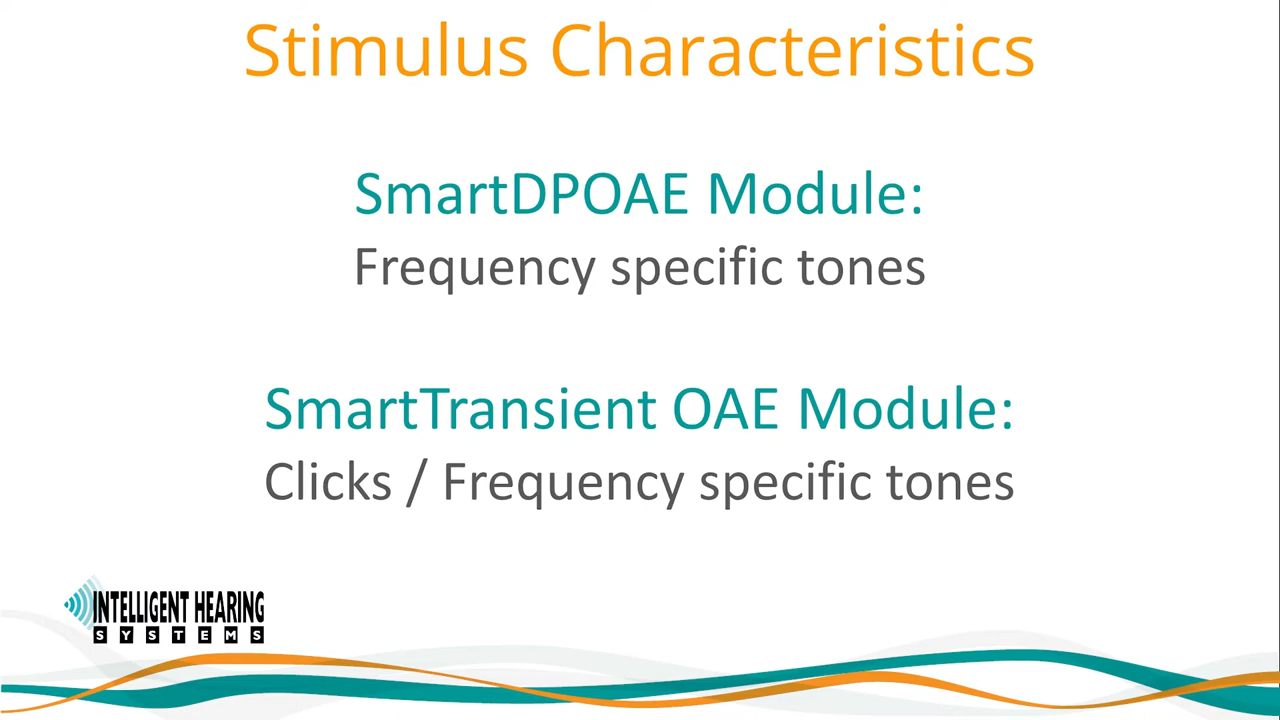 Stimulus Characteristics
SmartDPOAE Module:
Frequency specific tones
SmartTransient OAE Module:
Clicks / Frequency specific tones
INTELLIGENT HEARING
SYSTEMS